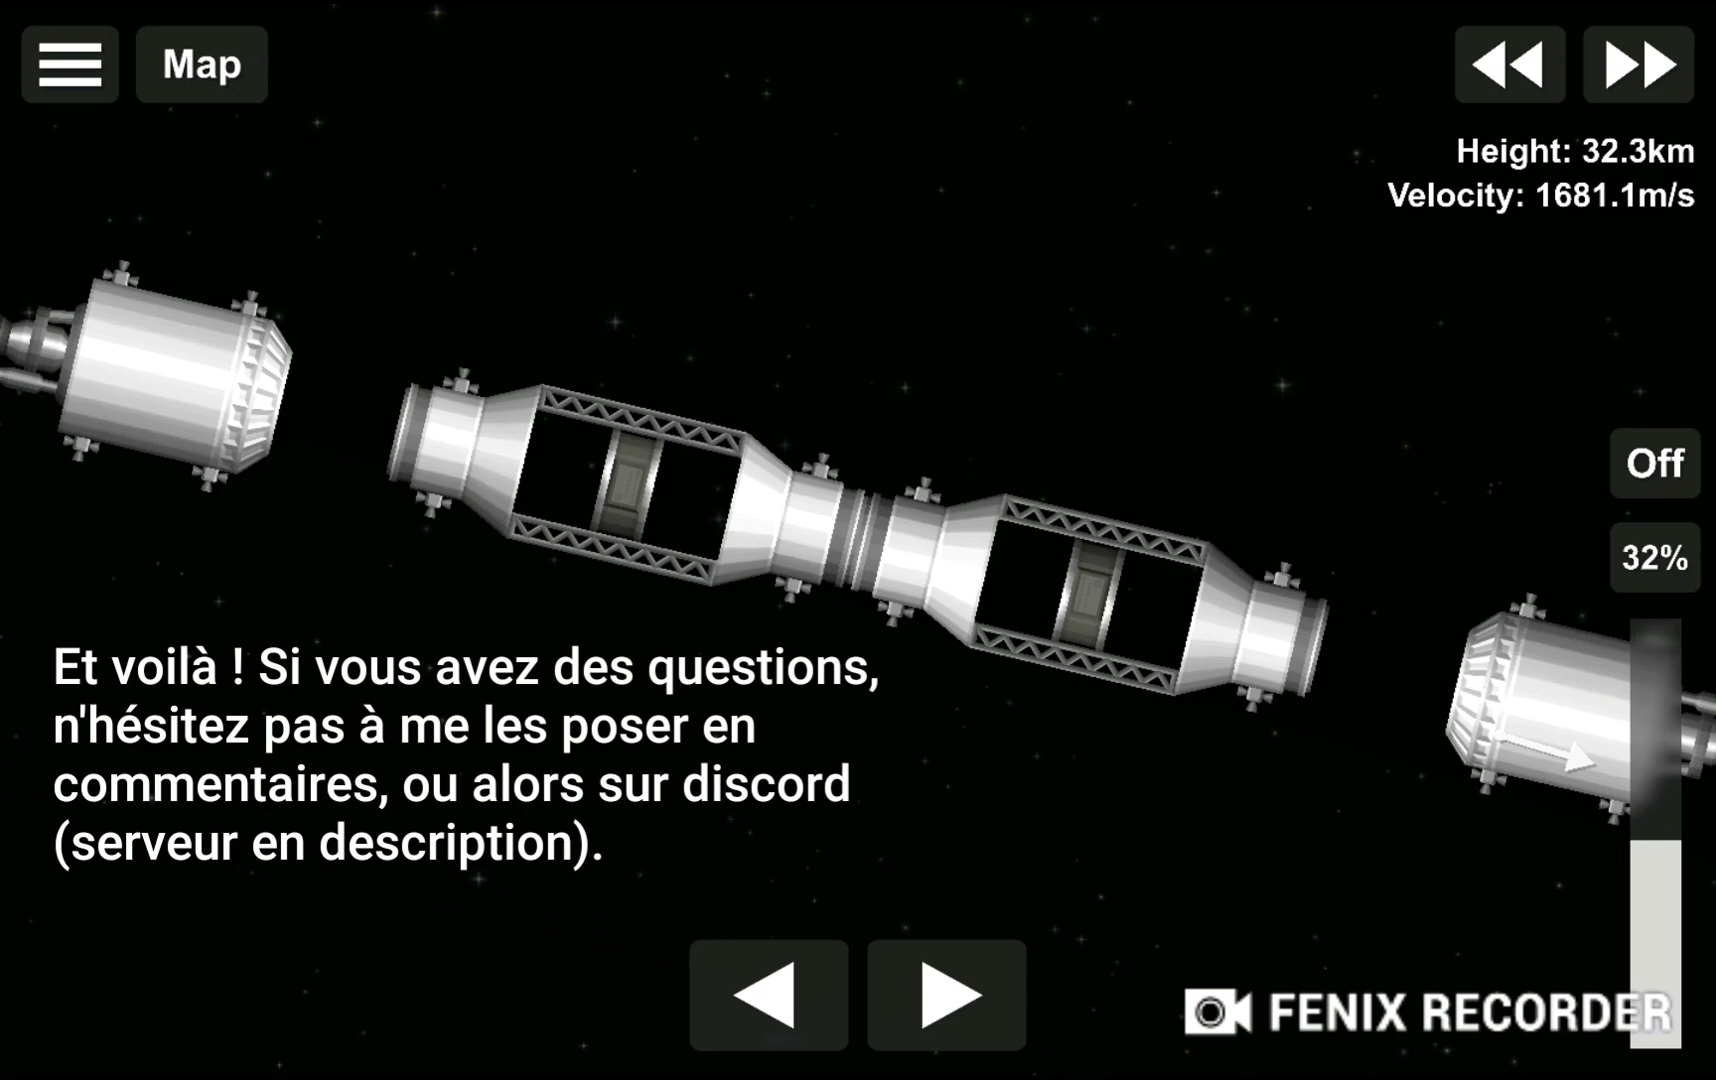 Map
Height: 32.3km
Velocity: 1681.1m/s
Off
32%
Et voilà ! Si vous avez des questions,
n'hésitez pas à me les poser en
commentaires, ou alors sur discord
(serveur en description).
FENIX RECORDER